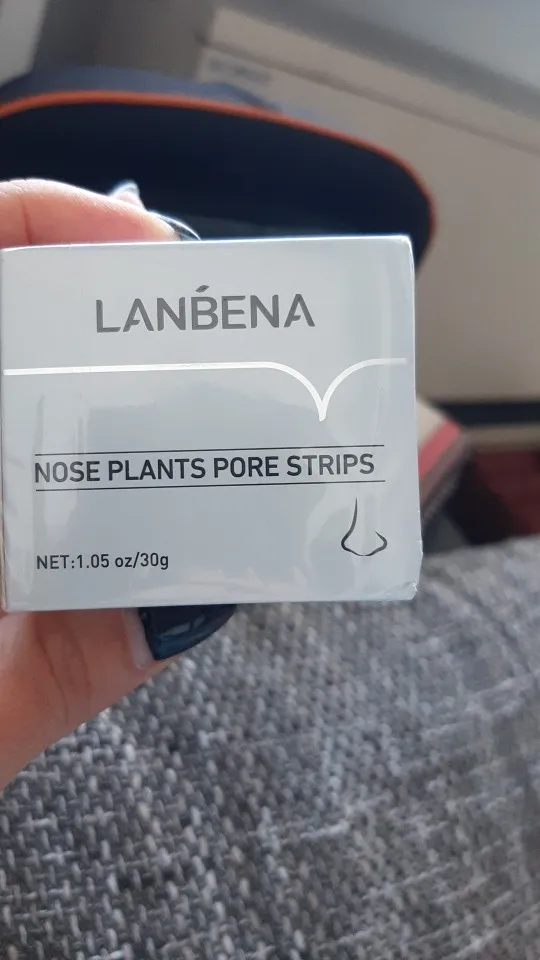 LANBENA
NOSE PLANTS PORE STRIPS
NET:1.05 oz/30g